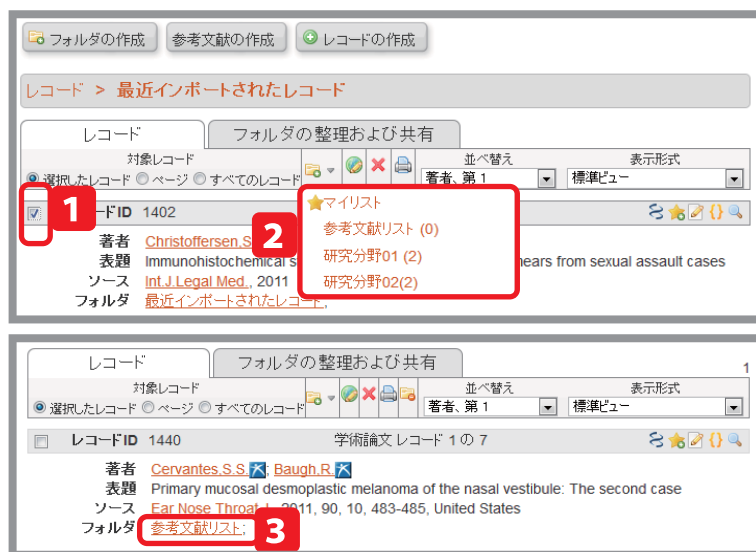 フォルダの作成 参考文献の作成 レコードの作成
レコード > 最近インポートされたレコード
レコード フォルダの整理および共有
対象レコード 並べ替え 表示形式
選択したレコード ページ すべてのレコード 著者、第 1 標準ビュー
1 ドID 1402
2
マイリスト
参考文献リスト (0)
研究分野01 (2)
研究分野02(2)
著者 Christoffersen,S
表題 Immunohistochemical s ears from sexual assault cases
ソース Int.J.Legal Med., 2011
フォルダ 最近インポートされたレコード;
レコード フォルダの整理および共有 1
対象レコード 並べ替え 表示形式
選択したレコード ページ すべてのレコード 著者、第 1 標準ビュー
レコードID 1440 学術論文 レコード 1 の 7
著者 Cervantes,S.S.; Baugh,R.
表題 Primary mucosal desmoplastic melanoma of the nasal vestibule: The second case
ソース Ear Nose Throat J., 2011, 90, 10, 483-485, United States
フォルダ 参考文献リスト; 3